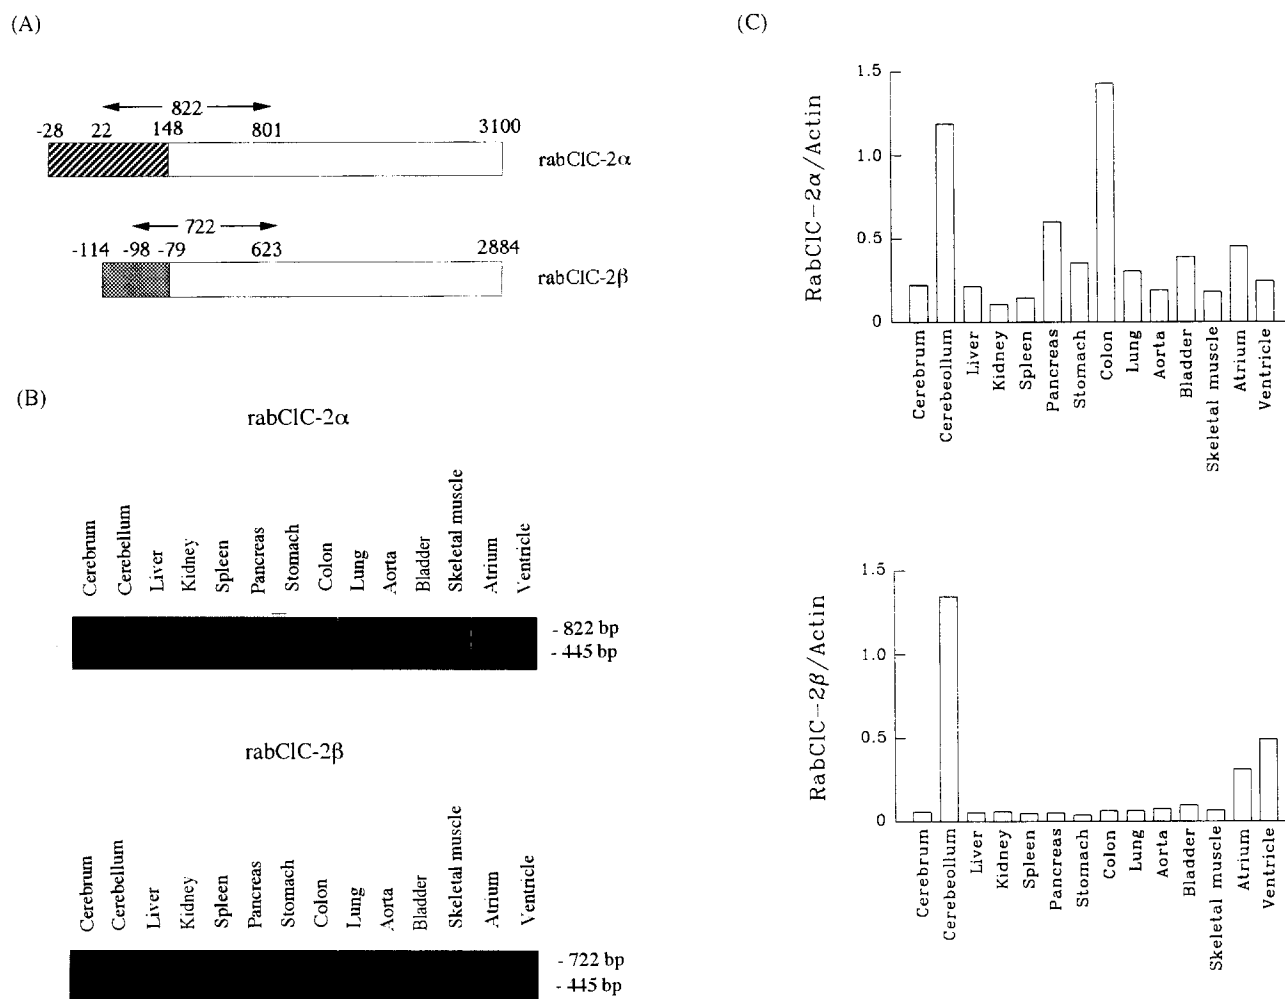 (A)
822
-28 22 148 801 3100
rabClC-2α
722
-114 -98 -79 623 2884
rabClC-2β
(B)
rabClC-2α
Cerebrum
Cerebellum
Liver
Kidney
Spleen
Pancreas
Stomach
Colon
Lung
Aorta
Bladder
Skeletal muscle
Atrium
Ventricle
- 822 bp
- 445 bp
rabClC-2β
Cerebrum
Cerebellum
Liver
Kidney
Spleen
Pancreas
Stomach
Colon
Lung
Aorta
Bladder
Skeletal muscle
Atrium
Ventricle
- 722 bp
- 445 bp
(C)
RabClC-2α/Actin
1.5
1.0
0.5
0
Cerebrum
Cerebeollum
Liver
Kidney
Spleen
Pancreas
Stomach
Colon
Lung
Aorta
Bladder
Skeletal muscle
Atrium
Ventricle
RabClC-2β/Actin
1.5
1.0
0.5
0
Cerebrum
Cerebeollum
Liver
Kidney
Spleen
Pancreas
Stomach
Colon
Lung
Aorta
Bladder
Skeletal muscle
Atrium
Ventricle